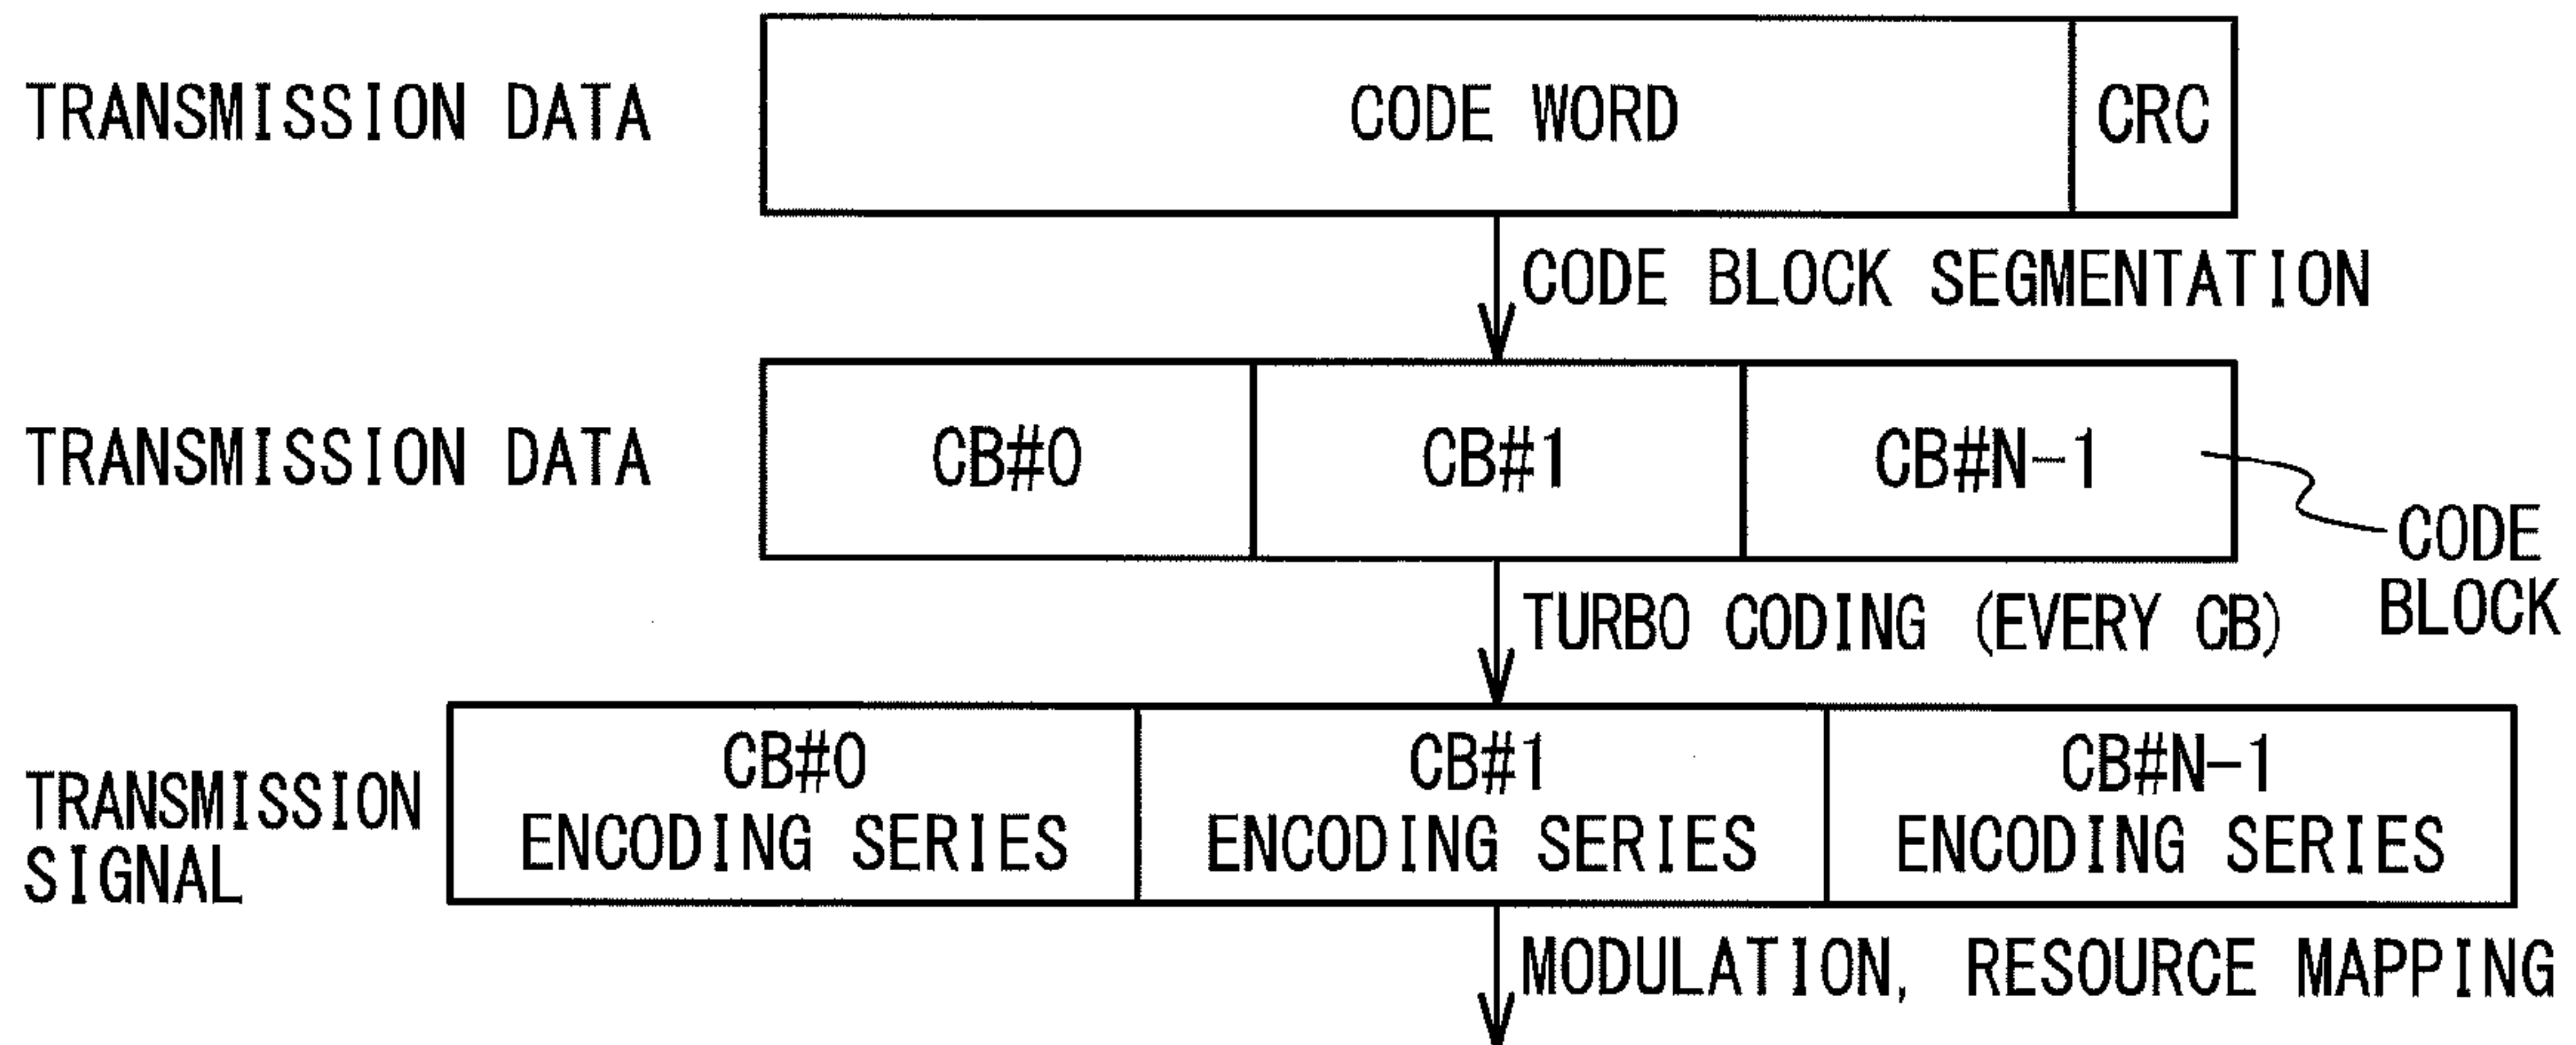 TRANSMISSION DATA
CODE WORD
CRC
CODE BLOCK SEGMENTATION
TRANSMISSION DATA
CB#0
CB#1
CB#N-1
CODE
BLOCK
TURBO CODING (EVERY CB)
TRANSMISSION
SIGNAL
CB#0
ENCODING SERIES
CB#1
ENCODING SERIES
CB#N-1
ENCODING SERIES
MODULATION, RESOURCE MAPPING